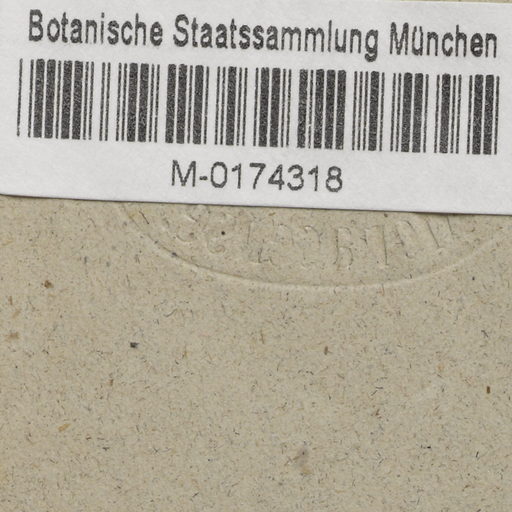 Botanische Staatssammlung München
M-0174318